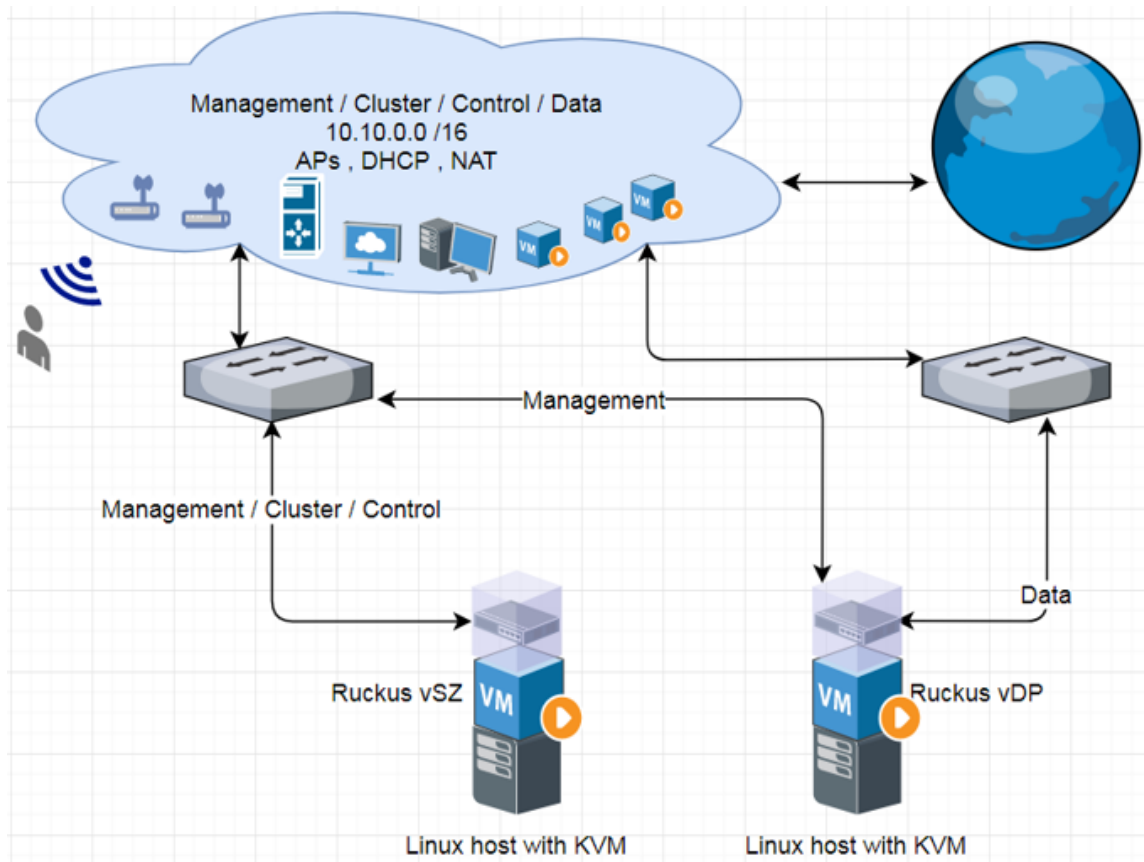 Management / Cluster / Control / Data
10.10.0.0 /16
APs , DHCP , NAT
VM
VM
VM
Management
Management / Cluster / Control
Data
Ruckus vSZ
VM
VM
Ruckus vDP
Linux host with KVM
Linux host with KVM